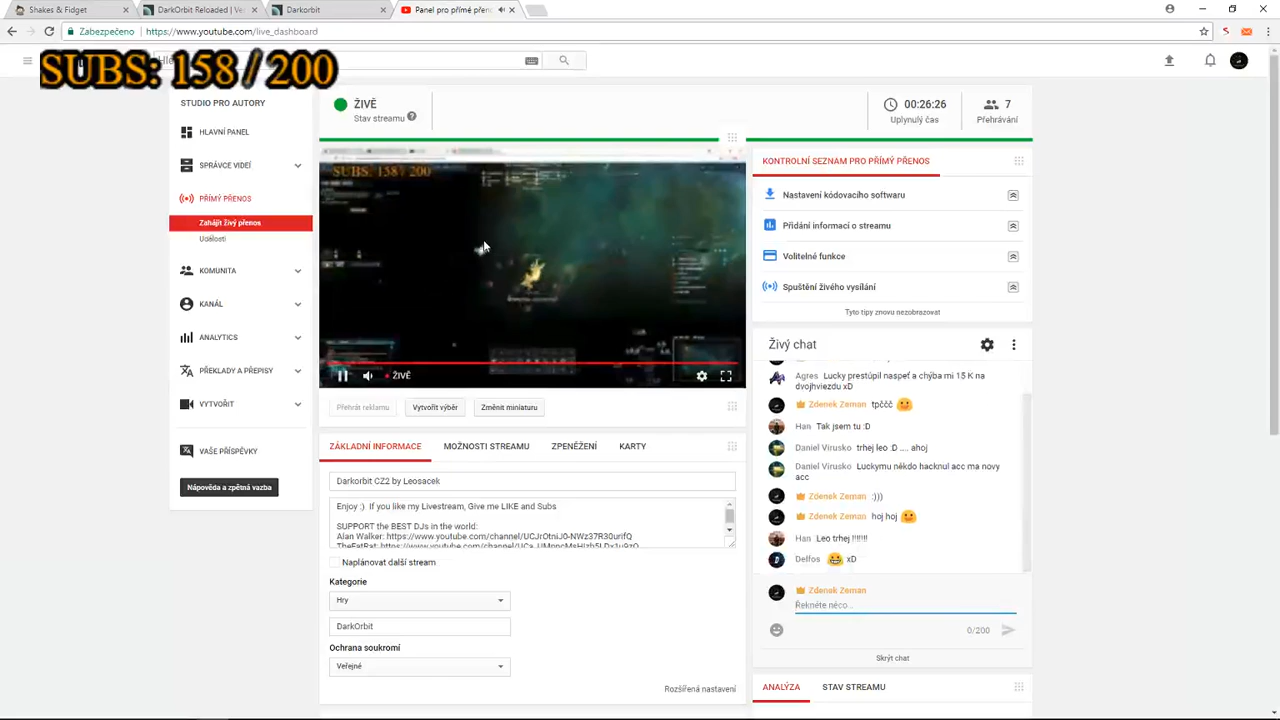 Shakes & Fidget
DarkOrbit Reloaded | Ve
Darkorbit
Panel pro přímé přen
Zabezpečeno
https://www.youtube.com/live_dashboard
SUBS: 158 / 200
STUDIO PRO AUTORY
HLAVNÍ PANEL
SPRÁVCE VIDEÍ
PŘÍMÝ PŘENOS
Zahájit živý přenos
Události
KOMUNITA
KANÁL
ANALYTICS
PŘEKLADY A PŘEPISY
VYTVOŘIT
VAŠE PŘÍSPĚVKY
Nápověda a zpětná vazba
ŽIVĚ
Stav streamu
00:26:26
Uplynulý čas
7
Přehrávání
SUBS: 158 / 200
ŽIVĚ
Přehrát reklamu
Vytvořit výběr
Změnit miniaturu
ZÁKLADNÍ INFORMACE
MOŽNOSTI STREAMU
ZPENĚŽENÍ
KARTY
Darkorbit CZ2 by Leosacek
Enjoy :) If you like my Livestream, Give me LIKE and Subs
SUPPORT the BEST DJs in the world:
Alan Walker: https://www.youtube.com/channel/UCJrOtniJ0-NWz37R30urifQ
Naplánovat další stream
Kategorie
Hry
DarkOrbit
Ochrana soukromí
Veřejné
Rozšířená nastavení
KONTROLNÍ SEZNAM PRO PŘÍMÝ PŘENOS
Nastavení kódovacího softwaru
Přidání informací o streamu
Volitelné funkce
Spuštění živého vysílání
Tyto tipy znovu nezobrazovat
Živý chat
Agres Lucky prestúpil naspeť a chýba mi 15 K na
dvojhviezdu xD
Zdenek Zeman tpččč
Han Tak jsem tu :D
Daniel Virusko trhej leo :D .... ahoj
Daniel Virusko Luckymu někdo hacknul acc ma novy
acc
Zdenek Zeman :)))
Zdenek Zeman hoj hoj
Han Leo trhej !!!!!!!
Delfos xD
Zdenek Zeman
Řekněte něco...
0/200
Skrýt chat
ANALÝZA
STAV STREAMU